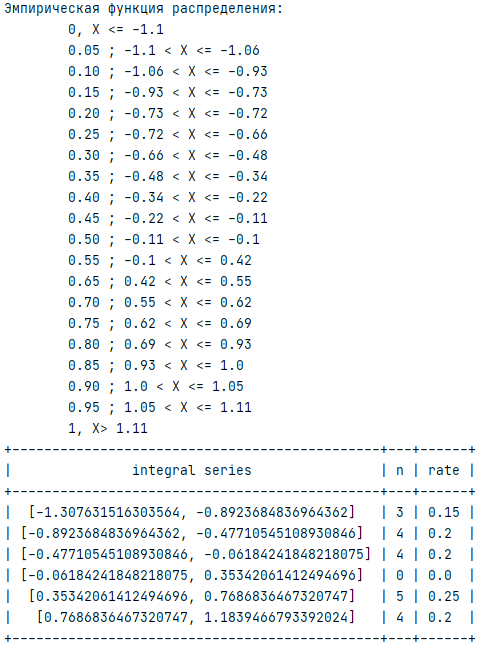 Эмпирическая функция распределения:
0, X <= -1.1
0.05 ; -1.1 < X <= -1.06
0.10 ; -1.06 < X <= -0.93
0.15 ; -0.93 < X <= -0.73
0.20 ; -0.73 < X <= -0.72
0.25 ; -0.72 < X <= -0.66
0.30 ; -0.66 < X <= -0.48
0.35 ; -0.48 < X <= -0.34
0.40 ; -0.34 < X <= -0.22
0.45 ; -0.22 < X <= -0.11
0.50 ; -0.11 < X <= -0.1
0.55 ; -0.1 < X <= 0.42
0.65 ; 0.42 < X <= 0.55
0.70 ; 0.55 < X <= 0.62
0.75 ; 0.62 < X <= 0.69
0.80 ; 0.69 < X <= 0.93
0.85 ; 0.93 < X <= 1.0
0.90 ; 1.0 < X <= 1.05
0.95 ; 1.05 < X <= 1.11
1, X> 1.11
+----------------------------------------------+---+------+
| integral series | n | rate |
+----------------------------------------------+---+------+
| [-1.307631516303564, -0.8923684836964362] | 3 | 0.15 |
| [-0.8923684836964362, -0.47710545108930846] | 4 | 0.2 |
| [-0.47710545108930846, -0.06184241848218075] | 4 | 0.2 |
| [-0.06184241848218075, 0.35342061412494696] | 0 | 0.0 |
| [0.35342061412494696, 0.7686836467320747] | 5 | 0.25 |
| [0.7686836467320747, 1.1839466793392024] | 4 | 0.2 |
+----------------------------------------------+---+------+